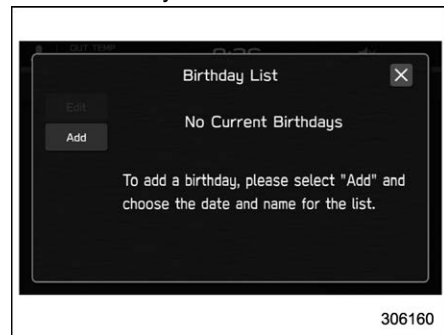 OUT TEMP
Birthday List
Edit
Add
No Current Birthdays
To add a birthday, please select "Add" and
choose the date and name for the list.
306160